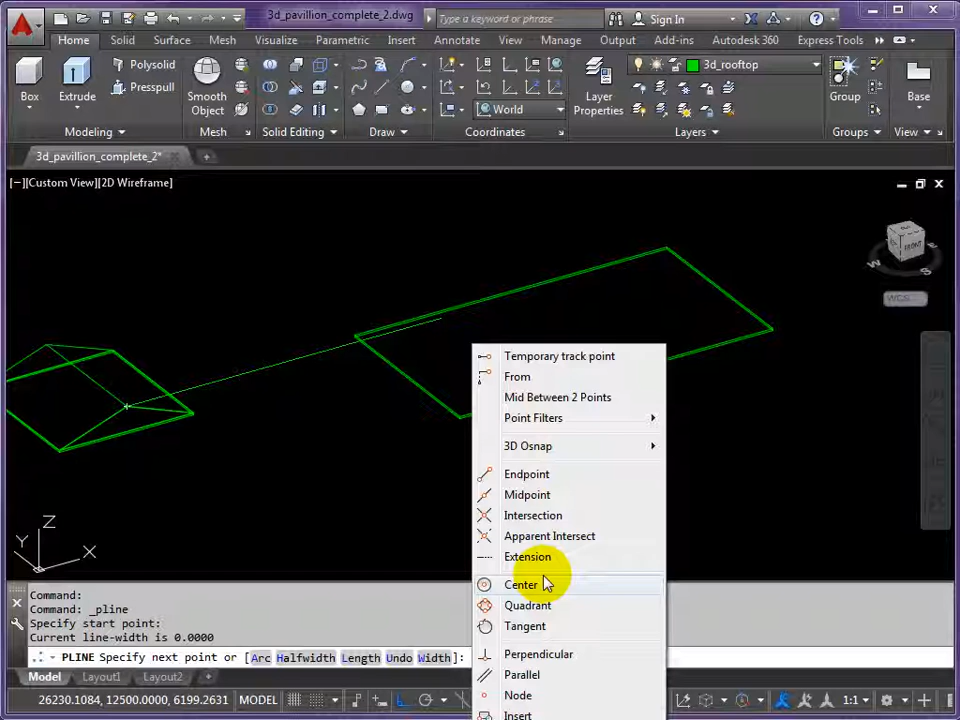 3d_pavillion_complete_2.dwg
Type a keyword or phrase
Sign In
Home Solid Surface Mesh Visualize Parametric Insert Annotate View Manage Output Add-ins Autodesk 360 Express Tools
Polysolid
Presspull
Box
Extrude
Smooth
Object
World
Layer
Properties
3d_rooftop
Group
Base
Modeling
Mesh
Solid Editing
Draw
Coordinates
Layers
Groups
View
3d_pavillion_complete_2*
[−][Custom View][2D Wireframe]
FRONT
W
S
WCS
Temporary track point
From
Mid Between 2 Points
Point Filters
3D Osnap
Endpoint
Midpoint
Intersection
Apparent Intersect
Extension
Center
Quadrant
Tangent
Perpendicular
Parallel
Node
Insert
Z
Y
X
Command:
Command: _pline
Specify start point:
Current line-width is 0.0000
PLINE Specify next point or [Arc Halfwidth Length Undo Width]:
Model Layout1 Layout2
26230.1084, 12500.0000, 6199.2631 MODEL
1:1